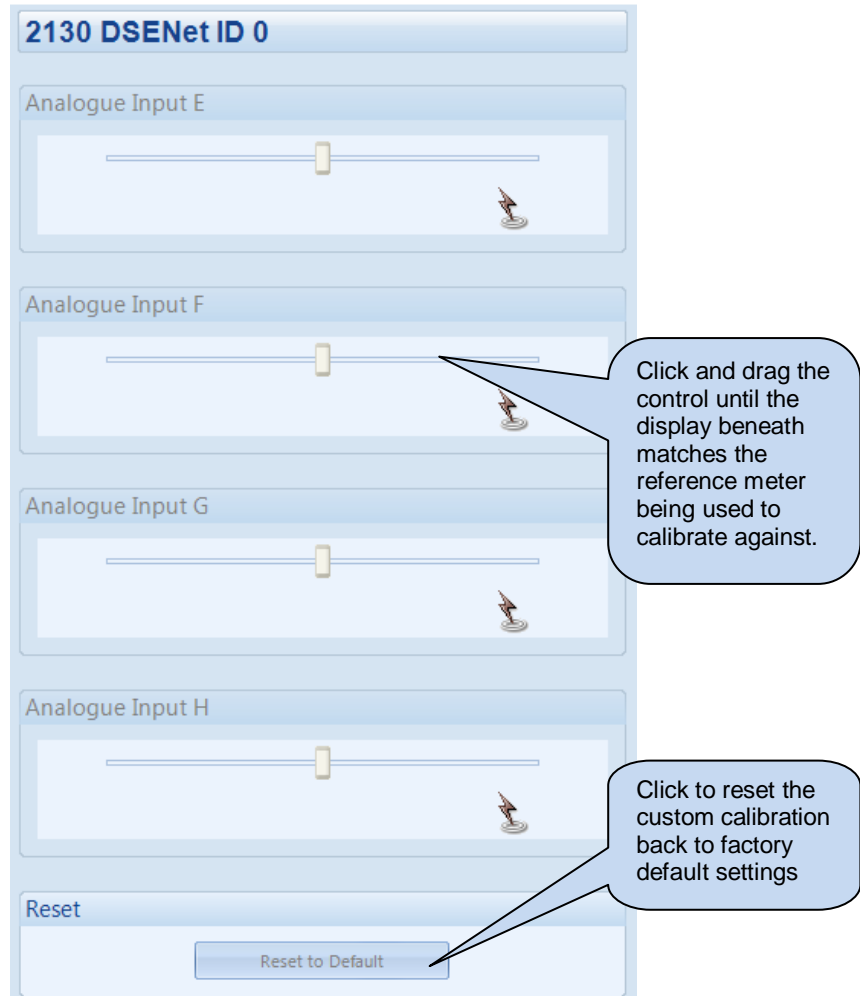 2130 DSENet ID 0
Analogue Input E
Analogue Input F
Click and drag the
control until the
display beneath
matches the
reference meter
being used to
calibrate against.
Analogue Input G
Analogue Input H
Click to reset the
custom calibration
back to factory
default settings
Reset
Reset to Default